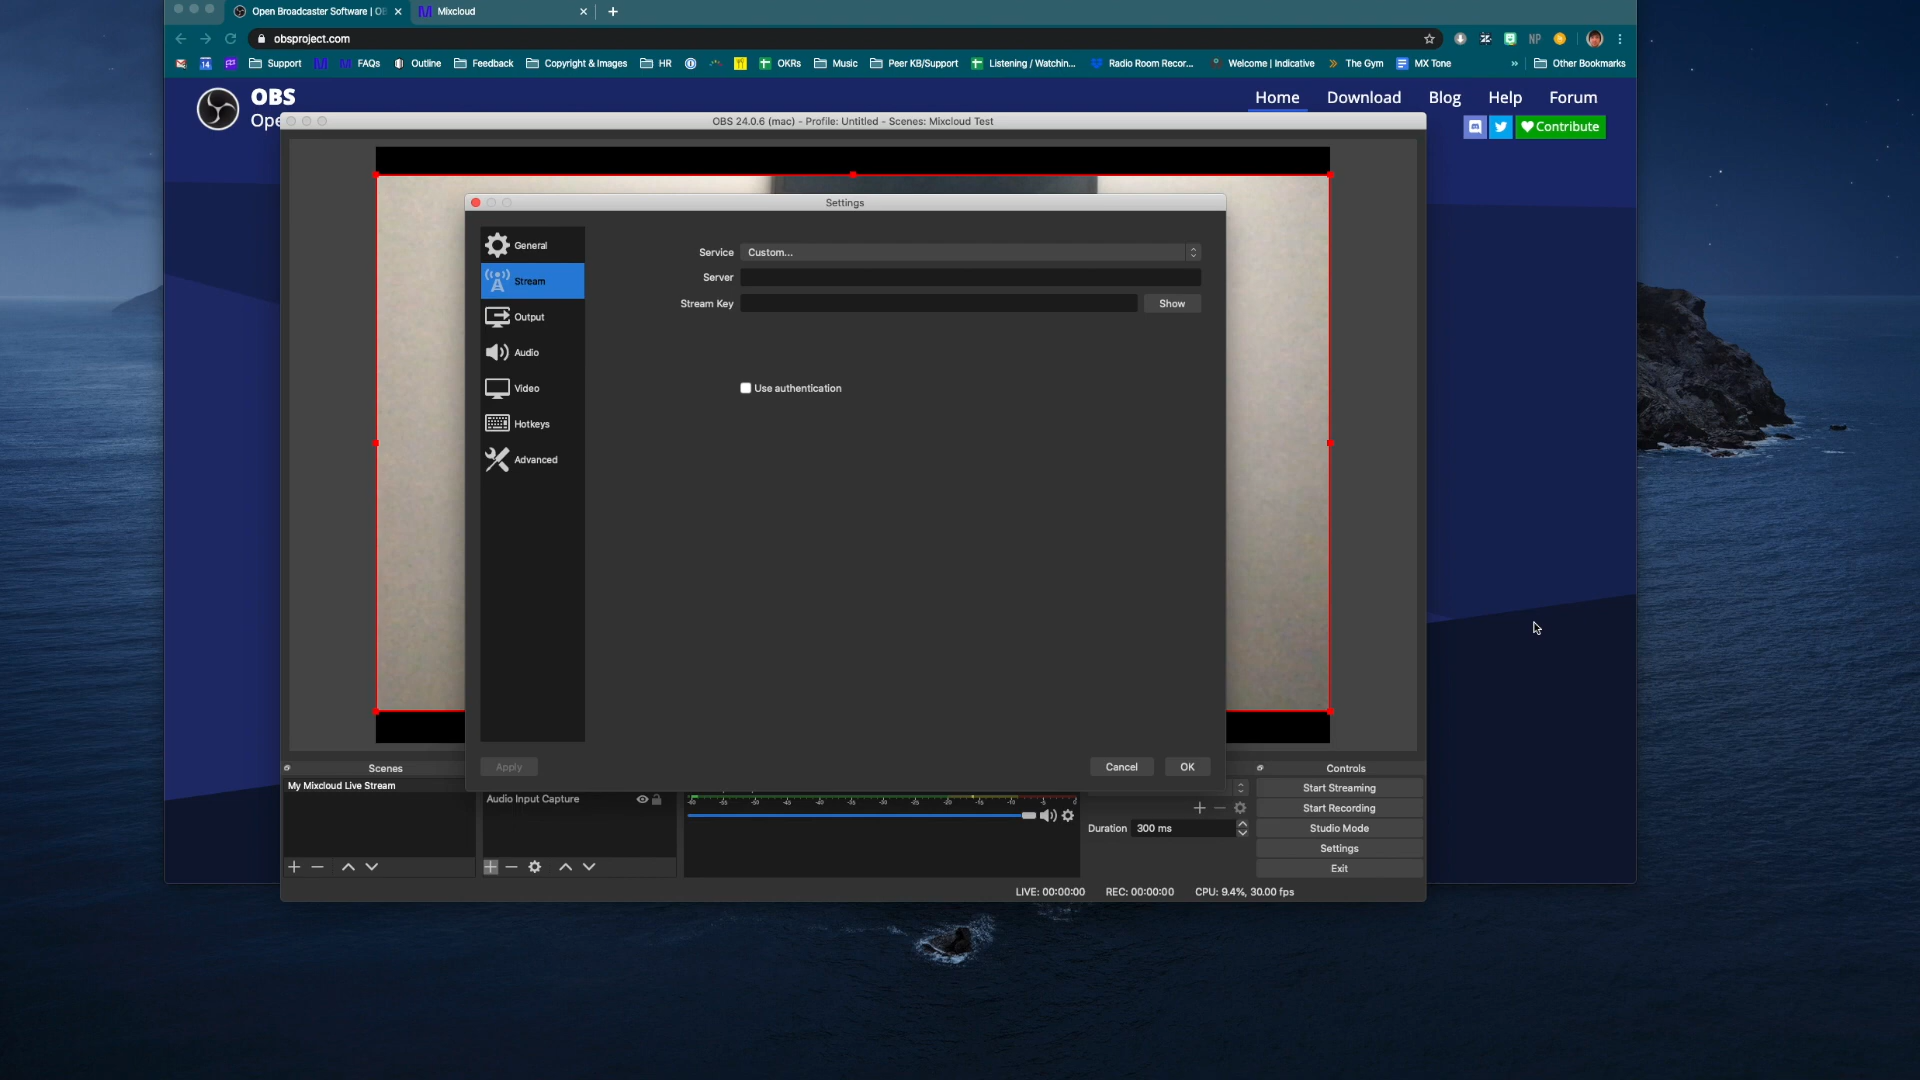 Open Broadcaster Software | OB
Mixcloud
obsproject.com
NP
14
Support
FAQs
Outline
Feedback
Copyright & Images
HR
OKRs
Music
Peer KB/Support
Listening / Watchin...
Radio Room Recor...
Welcome | Indicative
The Gym
MX Tone
Other Bookmarks
OBS
Ope
Home
Download
Blog
Help
Forum
Contribute
OBS 24.0.6 (mac) - Profile: Untitled - Scenes: Mixcloud Test
Settings
General
Stream
Output
Audio
Video
Hotkeys
Advanced
Service
Custom...
Server
Stream Key
Show
Use authentication
Apply
Cancel
OK
Scenes
My Mixcloud Live Stream
Audio Input Capture
Duration
300 ms
Controls
Start Streaming
Start Recording
Studio Mode
Settings
Exit
LIVE: 00:00:00
REC: 00:00:00
CPU: 9.4%, 30.00 fps